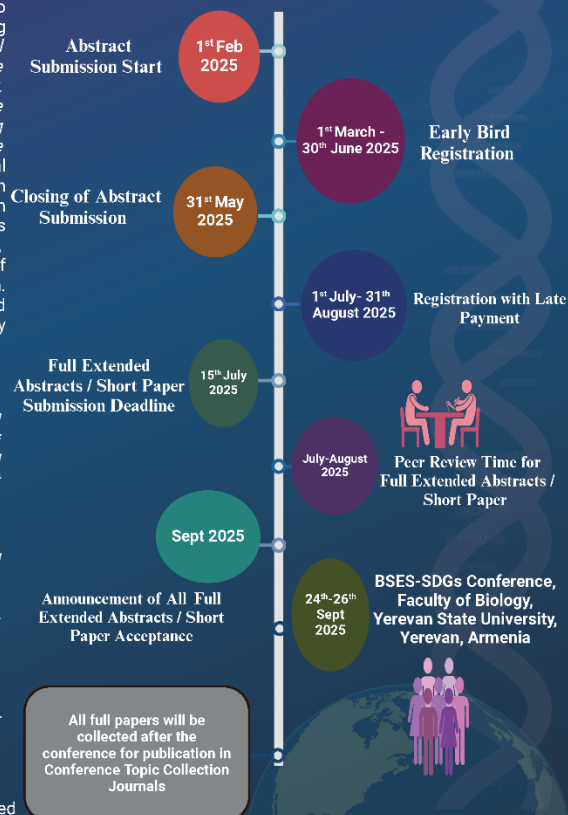 Abstract
Submission Start
1st Feb
2025
1st March -
30th June 2025
Early Bird
Registration
Closing of Abstract
Submission
31st May
2025
1st July- 31th
August 2025
Registration with Late
Payment
Full Extended
Abstracts / Short Paper
Submission Deadline
15th July
2025
July-August
2025
Peer Review Time for
Full Extended Abstracts /
Short Paper
Sept 2025
Announcement of All Full
Extended Abstracts / Short
Paper Acceptance
24th-26th
Sept
2025
BSES-SDGs Conference,
Faculty of Biology,
Yerevan State University,
Yerevan, Armenia
All full papers will be
collected after the
conference for publication in
Conference Topic Collection
Journals